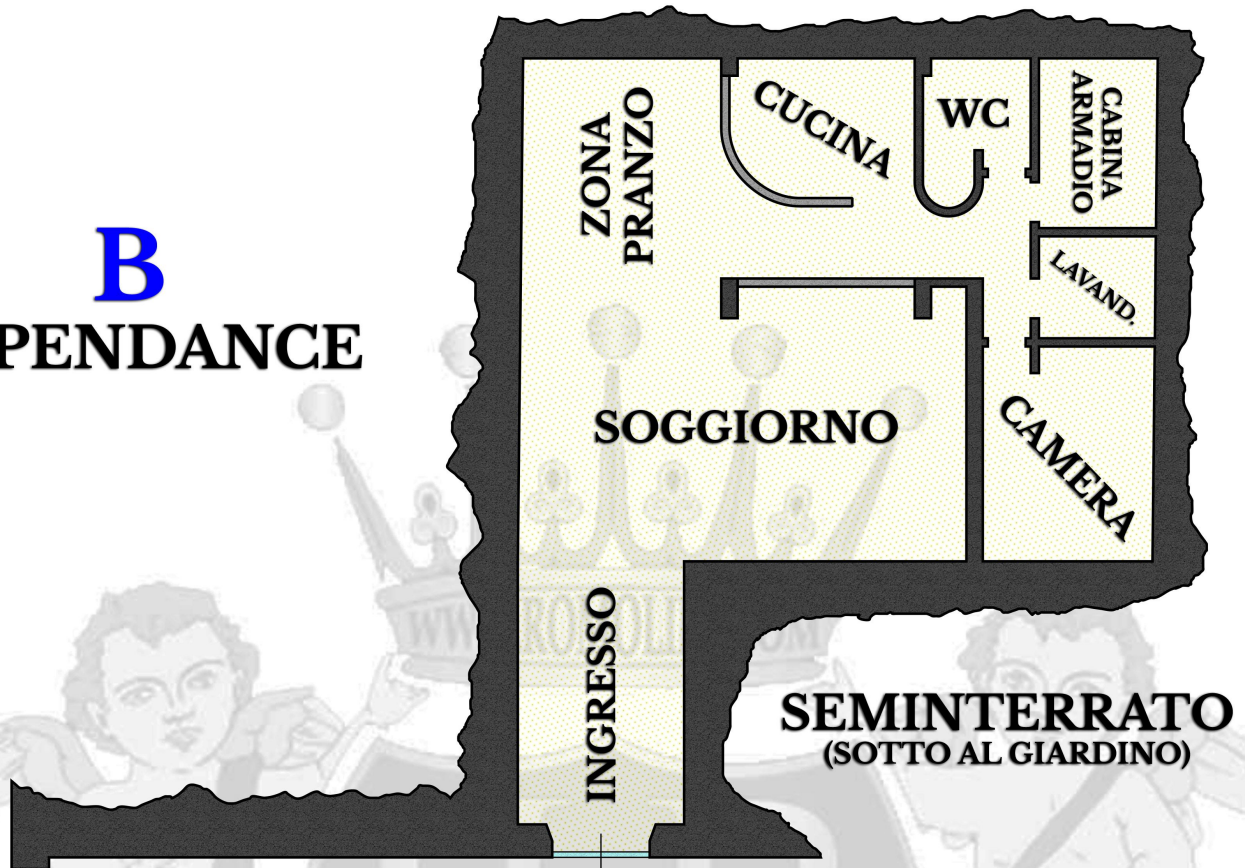 ZONA
PRANZO
CUCINA
WC
CABINA
ARMADIO
B
PENDANCE
LAVAND.
SOGGIORNO
CAMERA
INGRESSO
SEMINTERRATO
(SOTTO AL GIARDINO)